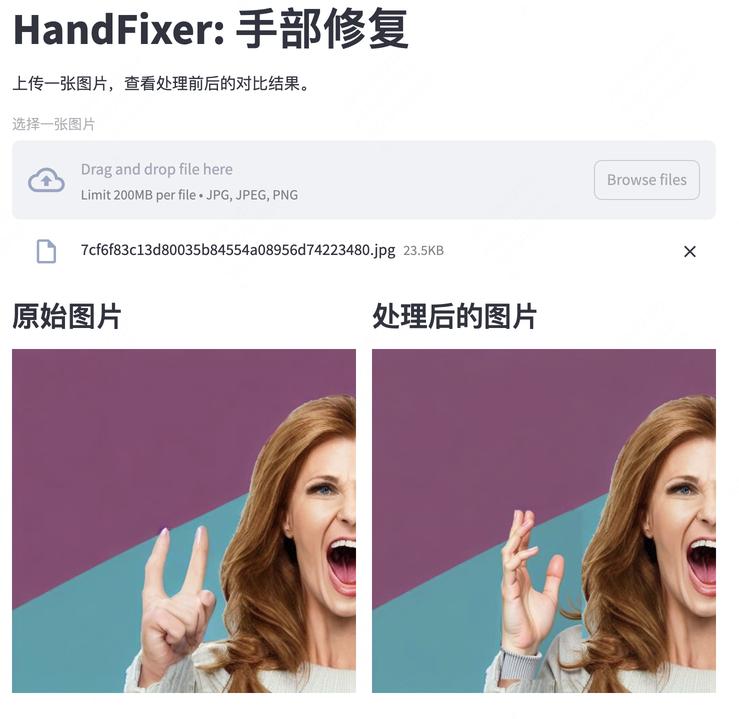 HandFixer: 手部修复
上传一张图片，查看处理前后的对比结果。
选择一张图片
Drag and drop file here
Limit 200MB per file • JPG, JPEG, PNG
Browse files
7cf6f83c13d80035b84554a08956d74223480.jpg 23.5KB
原始图片
处理后的图片